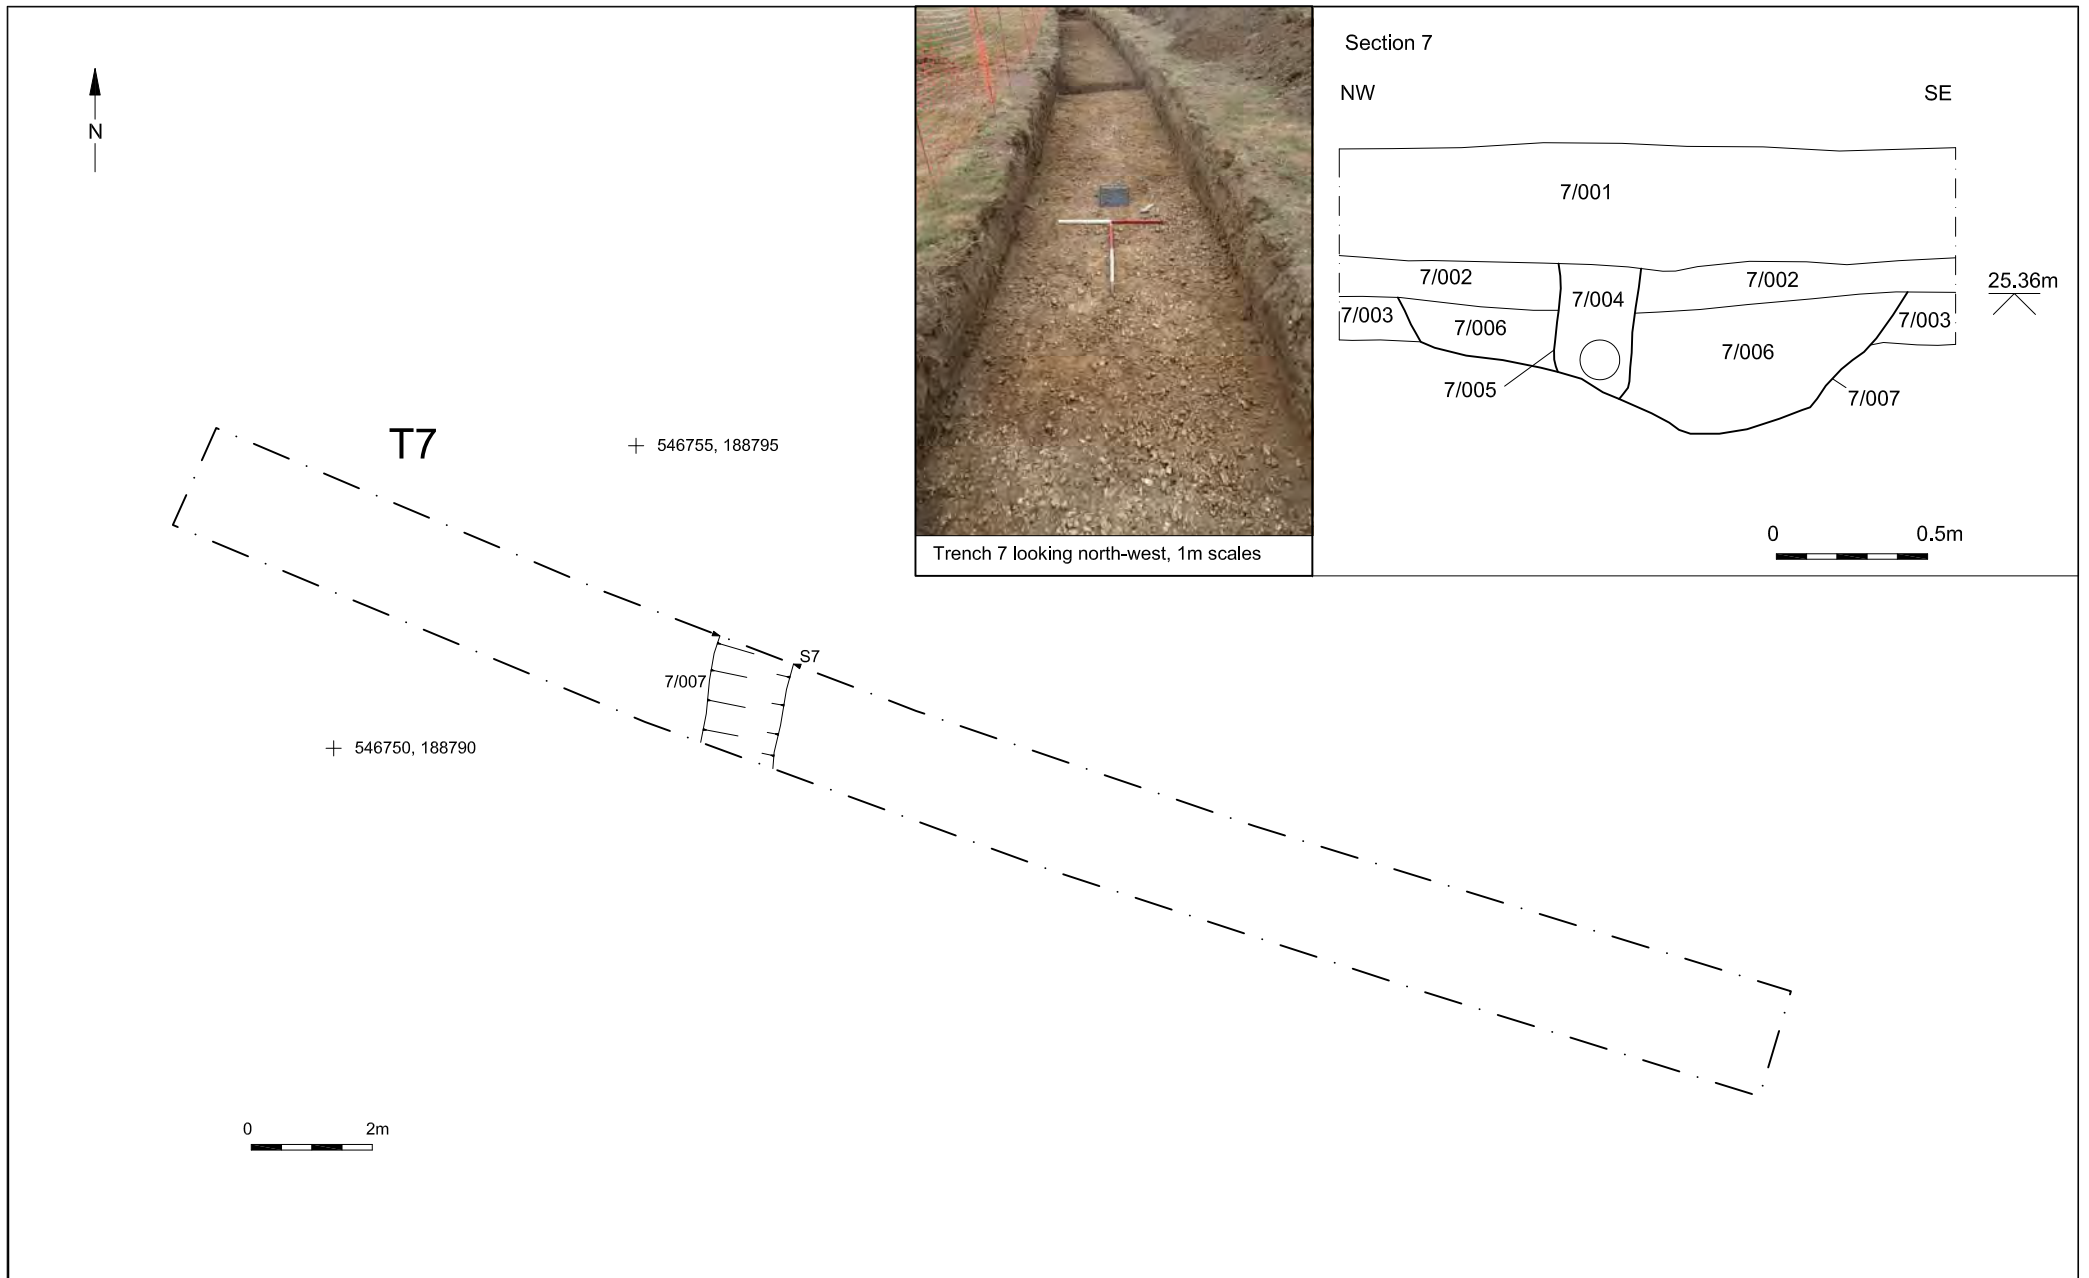 N
T7
546755, 188795
S7
7/007
546750, 188790
0 2m
Trench 7 looking north-west, 1m scales
Section 7
NW SE
7/001
7/002 7/002
25.36m
7/004
7/003 7/003
7/006
7/006
7/005
7/007
0 0.5m